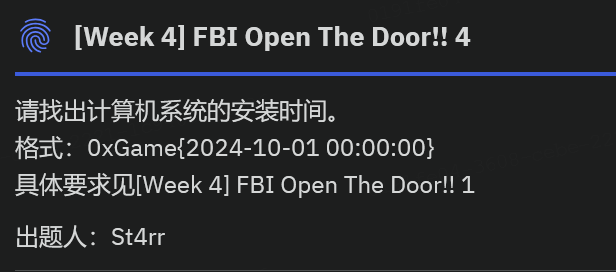 [Week 4] FBI Open The Door!! 4
请找出计算机系统的安装时间。
格式：0xGame{2024-10-01 00:00:00}
具体要求见[Week 4] FBI Open The Door!! 1
出题人：St4rr